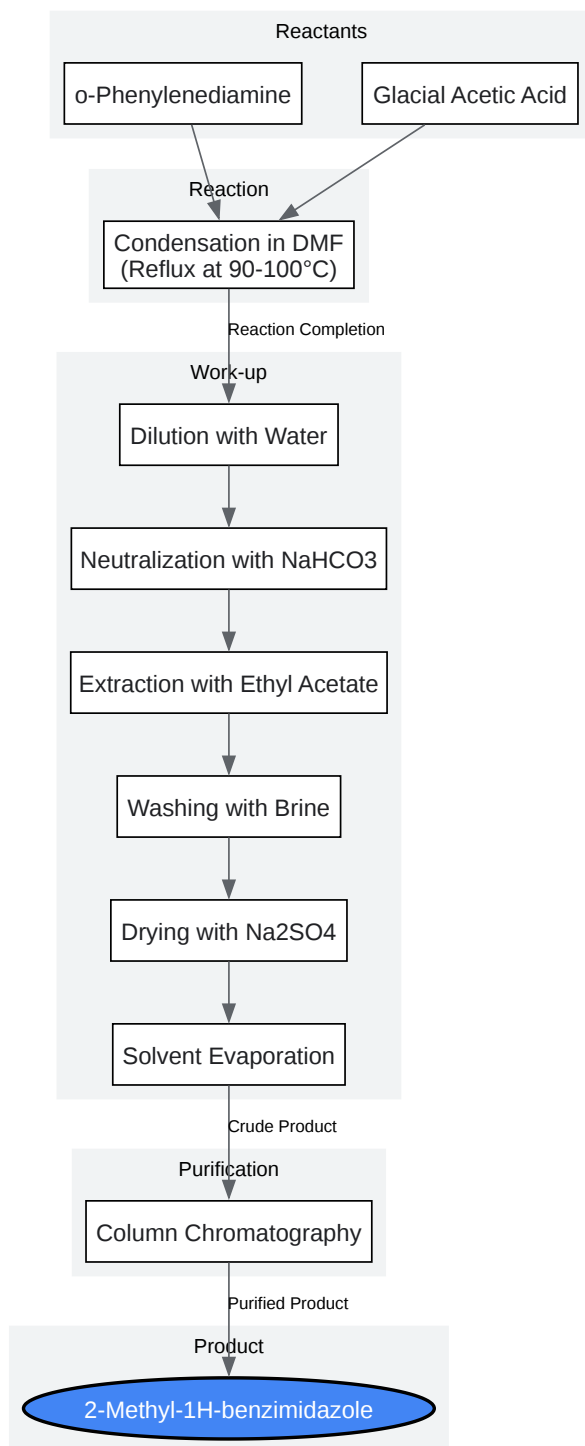 Reactants
o-Phenylenediamine
Glacial Acetic Acid
Reaction
Condensation in DMF
(Reflux at 90-100°C)
Reaction Completion
Work-up
Dilution with Water
Neutralization with NaHCO3
Extraction with Ethyl Acetate
Washing with Brine
Drying with Na2SO4
Solvent Evaporation
Crude Product
Purification
Column Chromatography
Purified Product
Product
2-Methyl-1H-benzimidazole